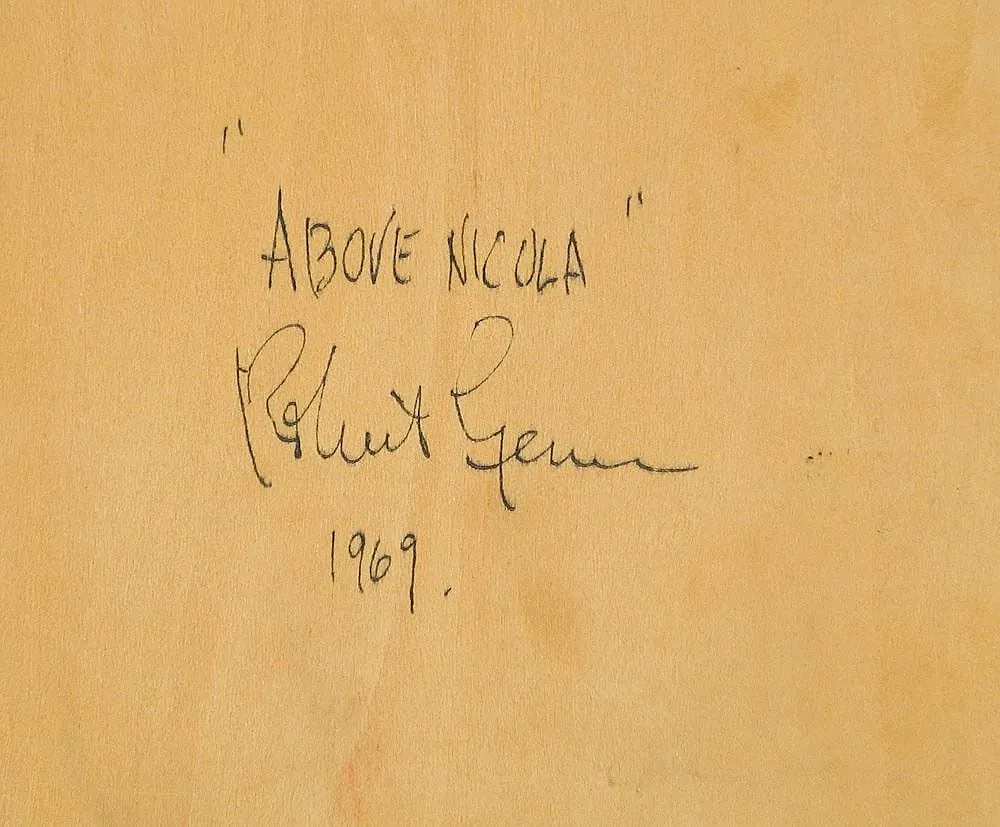 "ABOVE NICOLA"
Robert Genn
1969.